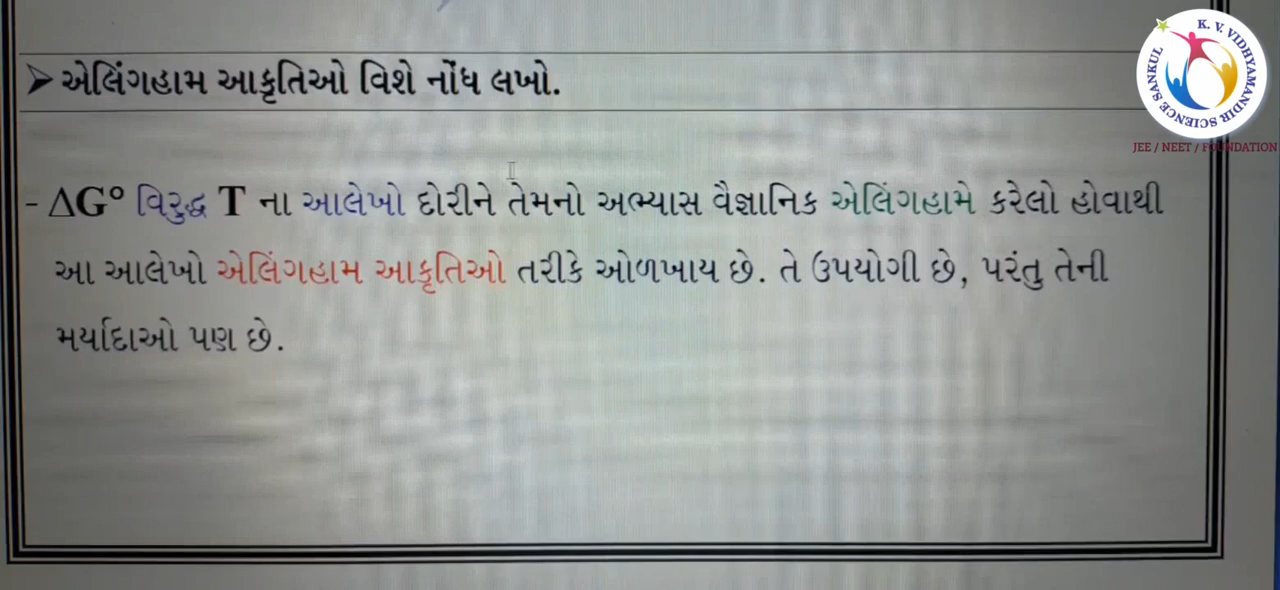 K. V. VIDHYAMANDIR SCIENCE SANKUL
JEE / NEET / FOUNDATION
➤ એલિંગહામ આકૃતિઓ વિશે નોંધ લખો.
- ΔG° વિરુદ્ધ T ના આલેખો દોરીને તેમનો અભ્યાસ વૈજ્ઞાનિક એલિંગહામે કરેલો હોવાથી
આ આલેખો એલિંગહામ આકૃતિઓ તરીકે ઓળખાય છે. તે ઉપયોગી છે, પરંતુ તેની
મર્યાદાઓ પણ છે.